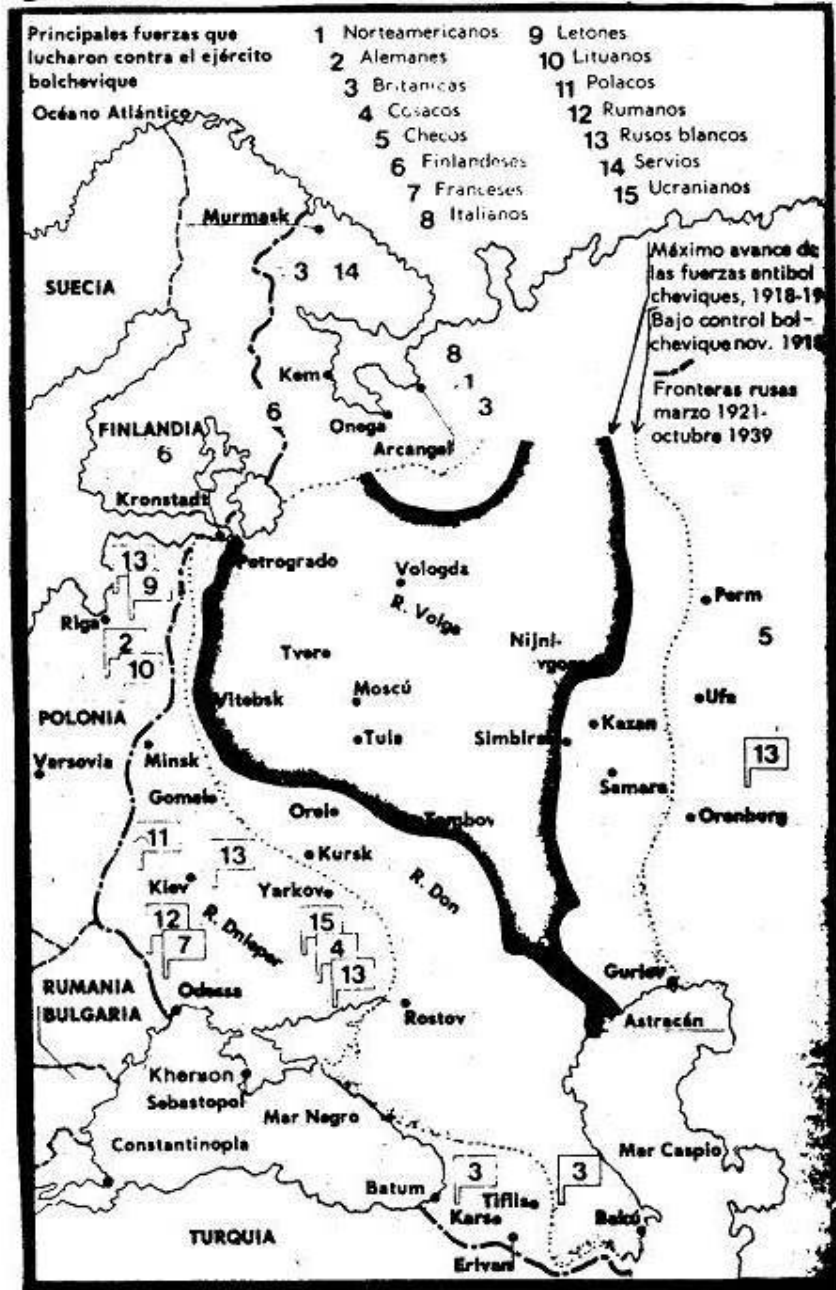 Principales fuerzas que
lucharon contra el ejército
bolchevique
1 Norteamericanos
2 Alemanes
3 Britanicas
4 Cosacos
5 Checos
6 Finlandeses
7 Franceses
8 Italianos
9 Letones
10 Lituanos
11 Polacos
12 Rumanos
13 Rusos blancos
14 Servios
15 Ucranianos
Océano Atlántico
Murmask
Máximo avance de
las fuerzas antibol
cheviques, 1918-19
Bajo control bol-
chevique nov. 1918
Fronteras rusas
marzo 1921-
octubre 1939
3 14
SUECIA
8
1
3
Kem
Onega
Arcangel
6
FINLANDIA
6
Kronstadt
Petrogrado
13
9
Riga
2
10
Vologda
R. Volga
Perm
5
Tvere
Nijni-
Moscú
Vitebsk
Ufa
POLONIA
Kazan
Tula
Simbirsk
13
Varsovia
Minsk
Samara
Gomele
Orele
Tambov
Orenberg
11
13
Kursk
Kiev
Yarkov
R. Don
12
7
R. Dnieper
15
4
13
RUMANIA
BULGARIA
Odessa
Rostov
Guriev
Astracán
Kherson
Sebastopol
Mar Negro
Constantinopla
Mar Caspio
3
3
Batum
Tiflis
Kars
Bakú
TURQUIA
Erivan